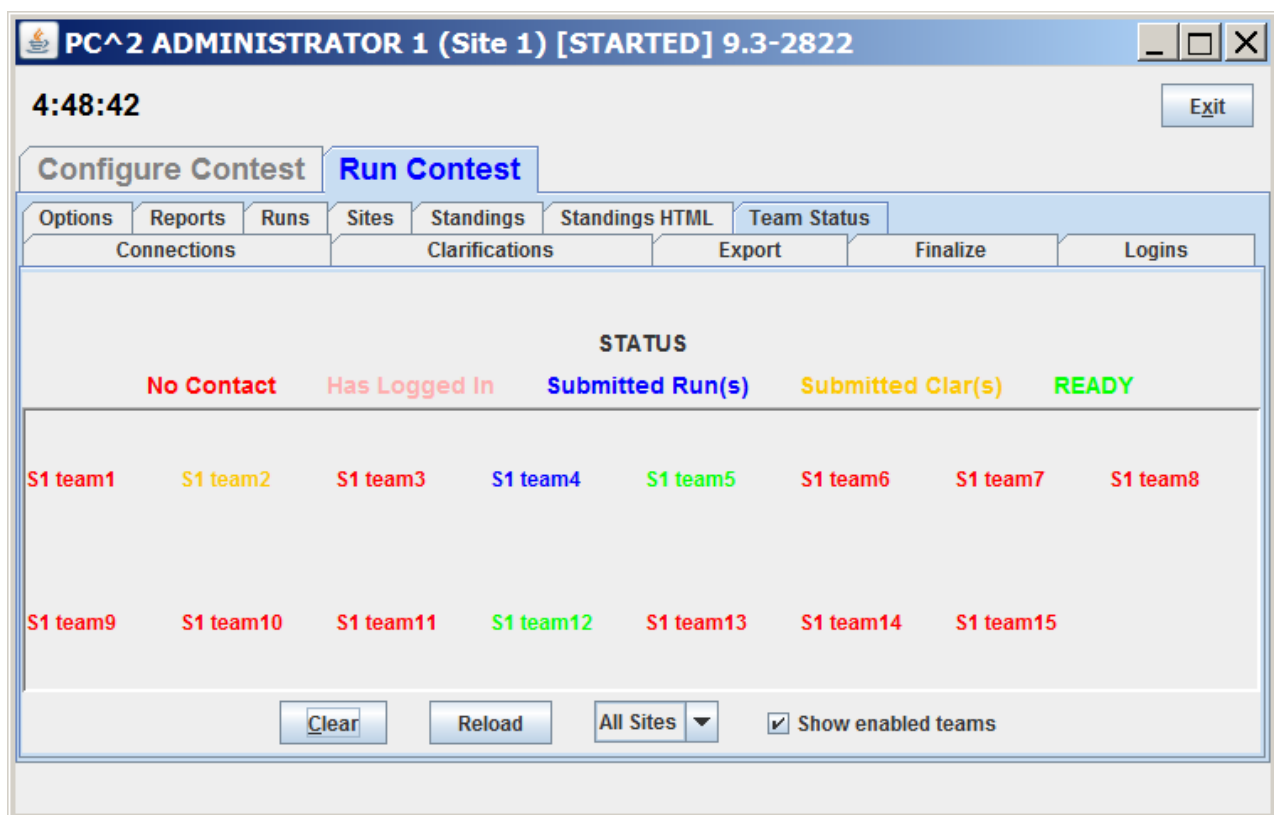 PC^2 ADMINISTRATOR 1 (Site 1) [STARTED] 9.3-2822
4:48:42 Exit
Configure Contest Run Contest
Options Reports Runs Sites Standings Standings HTML Team Status
Connections Clarifications Export Finalize Logins
STATUS
No Contact Has Logged In Submitted Run(s) Submitted Clar(s) READY
S1 team1 S1 team2 S1 team3 S1 team4 S1 team5 S1 team6 S1 team7 S1 team8
S1 team9 S1 team10 S1 team11 S1 team12 S1 team13 S1 team14 S1 team15
Clear Reload All Sites Show enabled teams